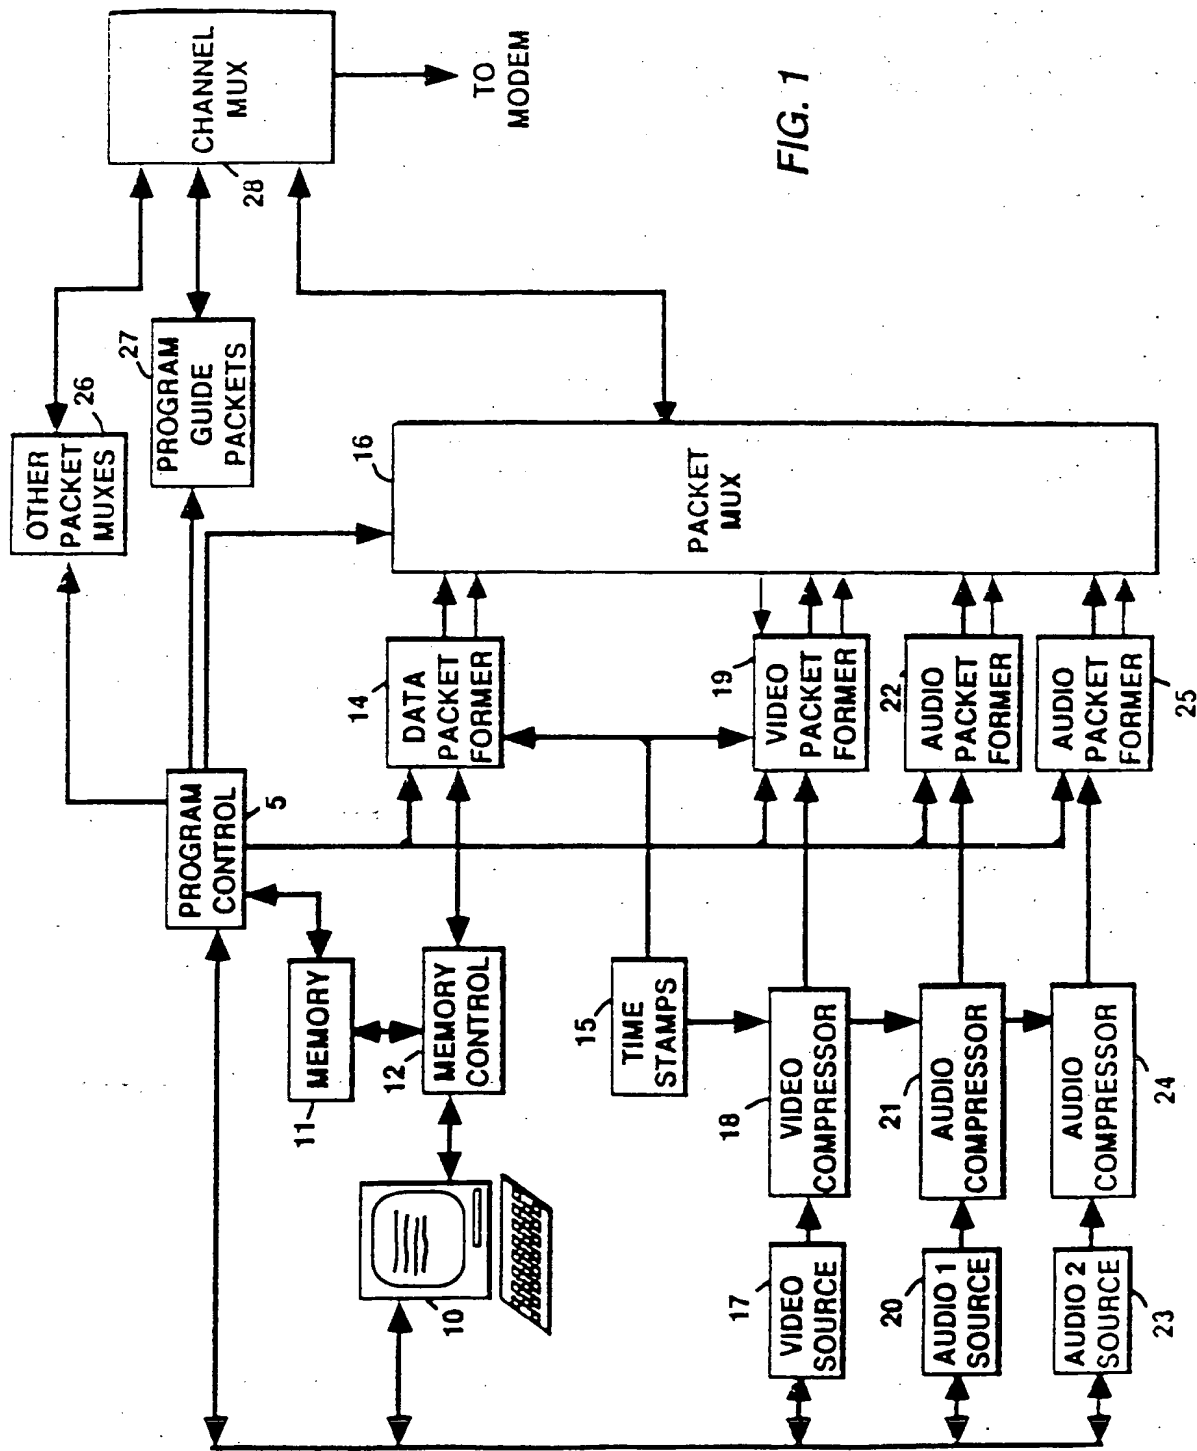 OTHER
PACKET
MUXES
26
PROGRAM
GUIDE
PACKETS
27
CHANNEL
MUX
28
TO
MODEM
PROGRAM
CONTROL
5
MEMORY
11
MEMORY
CONTROL
12
10
DATA
PACKET
FORMER
14
TIME
STAMPS
15
PACKET
MUX
16
VIDEO
SOURCE
17
VIDEO
COMPRESSOR
18
VIDEO
PACKET
FORMER
19
AUDIO 1
SOURCE
20
AUDIO
COMPRESSOR
21
AUDIO
PACKET
FORMER
22
AUDIO 2
SOURCE
23
AUDIO
COMPRESSOR
24
AUDIO
PACKET
FORMER
25
FIG. 1